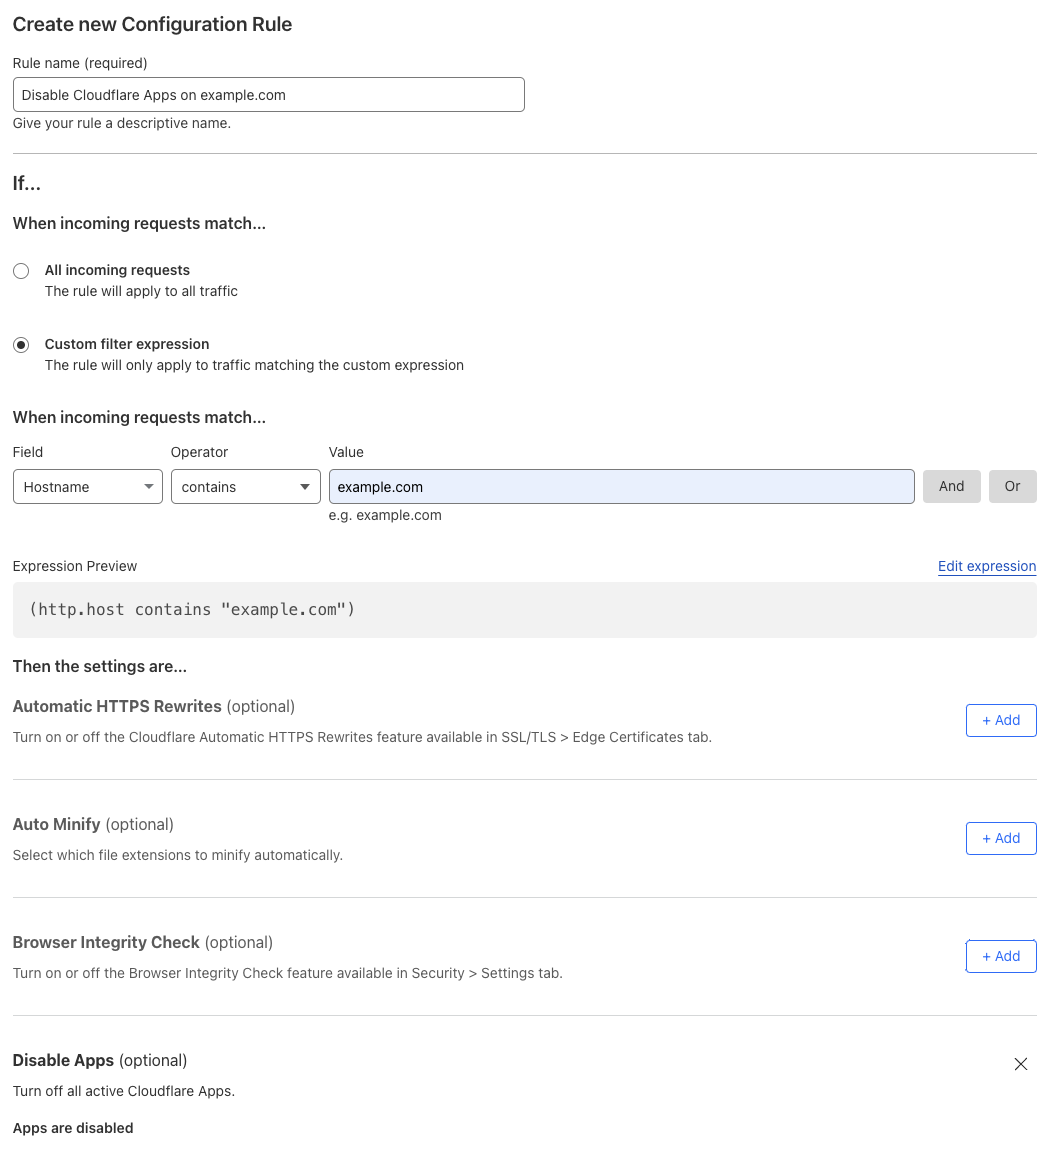 Create new Configuration Rule
Rule name (required)
Disable Cloudflare Apps on example.com
Give your rule a descriptive name.
If...
When incoming requests match...
All incoming requests
The rule will apply to all traffic
Custom filter expression
The rule will only apply to traffic matching the custom expression
When incoming requests match...
Field Operator Value
Hostname contains example.com And Or
e.g. example.com
Expression Preview Edit expression
(http.host contains "example.com")
Then the settings are...
Automatic HTTPS Rewrites (optional)
+ Add
Turn on or off the Cloudflare Automatic HTTPS Rewrites feature available in SSL/TLS > Edge Certificates tab.
Auto Minify (optional)
+ Add
Select which file extensions to minify automatically.
Browser Integrity Check (optional)
+ Add
Turn on or off the Browser Integrity Check feature available in Security > Settings tab.
Disable Apps (optional)
Turn off all active Cloudflare Apps.
Apps are disabled